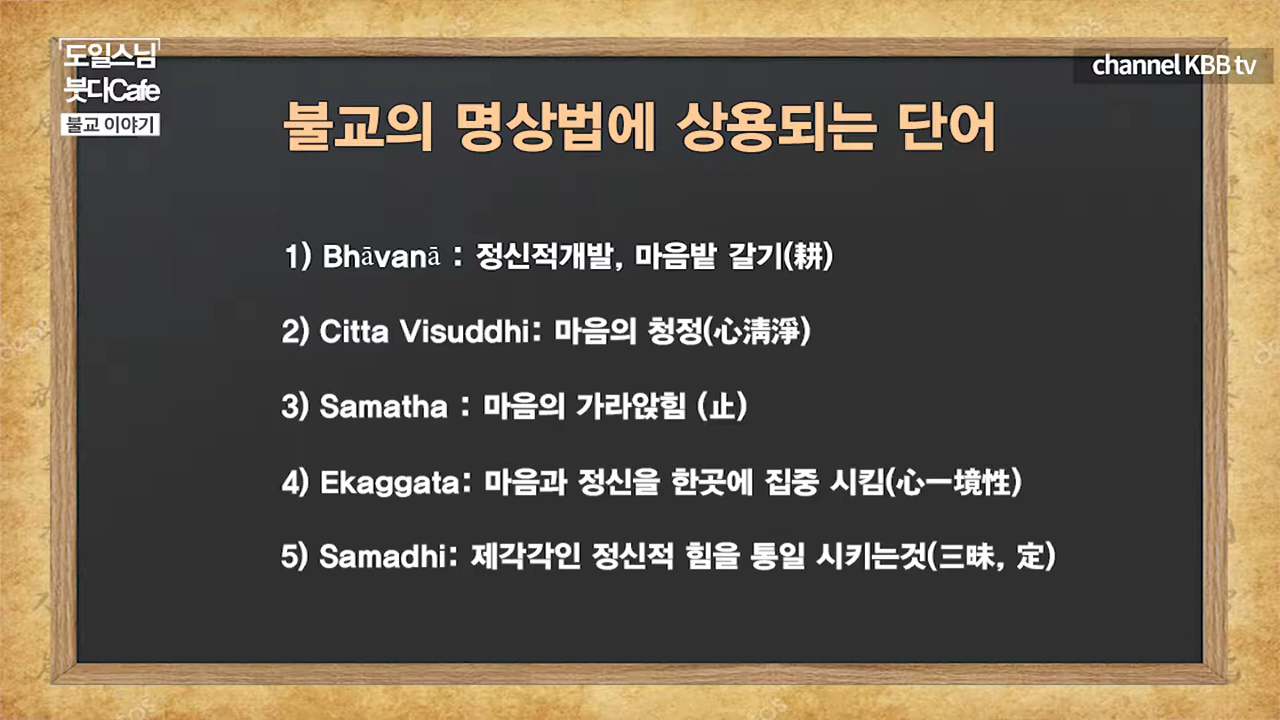 도일스님
붓다Cafe
불교 이야기
channel KBB tv
불교의 명상법에 상용되는 단어
1) Bhāvanā : 정신적개발, 마음밭 갈기(耕)
2) Citta Visuddhi: 마음의 청정(心淸淨)
3) Samatha : 마음의 가라앉힘 (止)
4) Ekaggata: 마음과 정신을 한곳에 집중 시킴(心一境性)
5) Samadhi: 제각각인 정신적 힘을 통일 시키는것(三昧, 定)